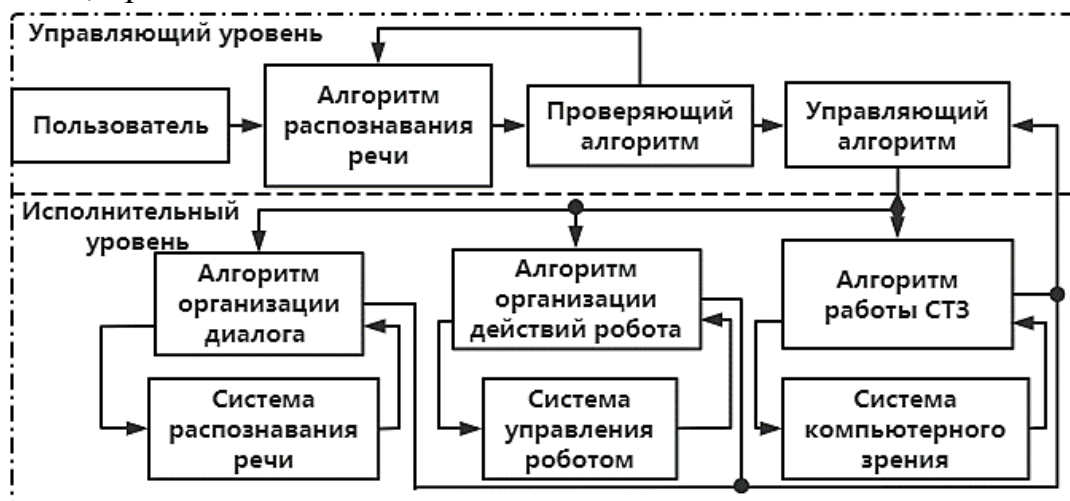 Управляющий уровень
Пользователь
Алгоритм
распознавания
речи
Проверяющий
алгоритм
Управляющий
алгоритм
Исполнительный
уровень
Алгоритм
организации
диалога
Алгоритм
организации
действий робота
Алгоритм
работы СТЗ
Система
распознавания
речи
Система
управления
роботом
Система
компьютерного
зрения